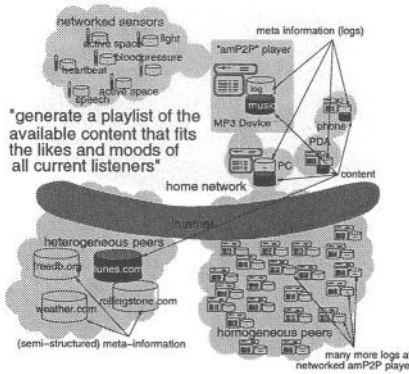 networked sensors
active space
light
bloodpressure
heartbeat
active space
speech
"amP2P" player
meta information (logs)
log
music
MP3 Device
phone
PDA
PC
"generate a playlist of the
available content that fits
the likes and moods of
all current listeners"
content
home network
internet
heterogeneous peers
freedb.org
itunes.com
rollingstone.com
weather.com
(semi-structured) meta-information
homogeneous peers
many more logs at
networked amP2P player